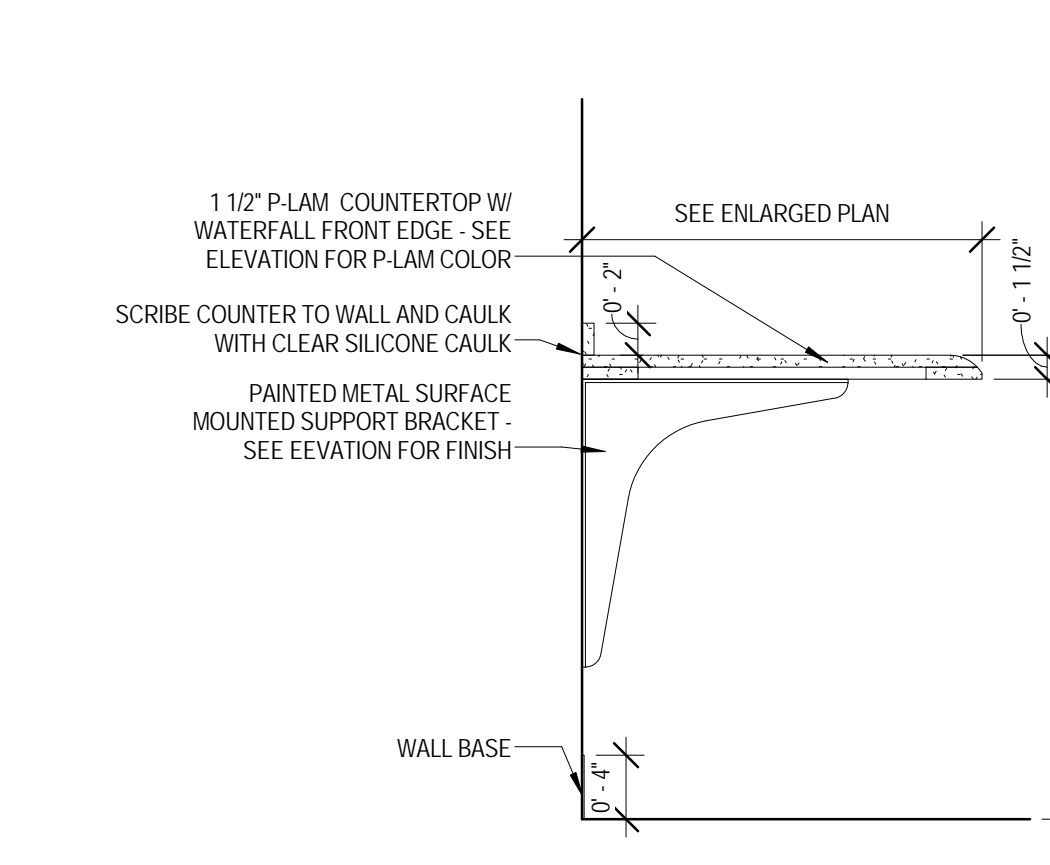 1 1/2" P-LAM COUNTERTOP W/
WATERFALL FRONT EDGE - SEE
ELEVATION FOR P-LAM COLOR
SEE ENLARGED PLAN
0' - 2"
0' - 1 1/2"
SCRIBE COUNTER TO WALL AND CAULK
WITH CLEAR SILICONE CAULK
PAINTED METAL SURFACE
MOUNTED SUPPORT BRACKET -
SEE EEVATION FOR FINISH
WALL BASE
0' - 4"